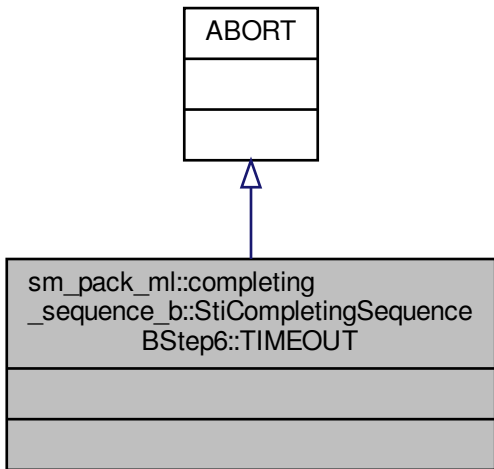 ABORT
sm_pack_ml::completing
_sequence_b::StiCompletingSequence
BStep6::TIMEOUT